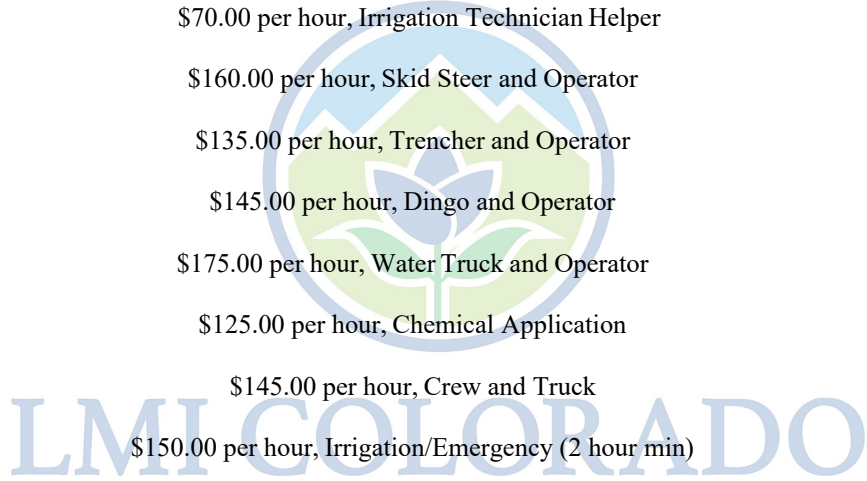 $70.00 per hour, Irrigation Technician Helper
$160.00 per hour, Skid Steer and Operator
$135.00 per hour, Trencher and Operator
$145.00 per hour, Dingo and Operator
$175.00 per hour, Water Truck and Operator
$125.00 per hour, Chemical Application
$145.00 per hour, Crew and Truck
LMI COLORADO
$150.00 per hour, Irrigation/Emergency (2 hour min)